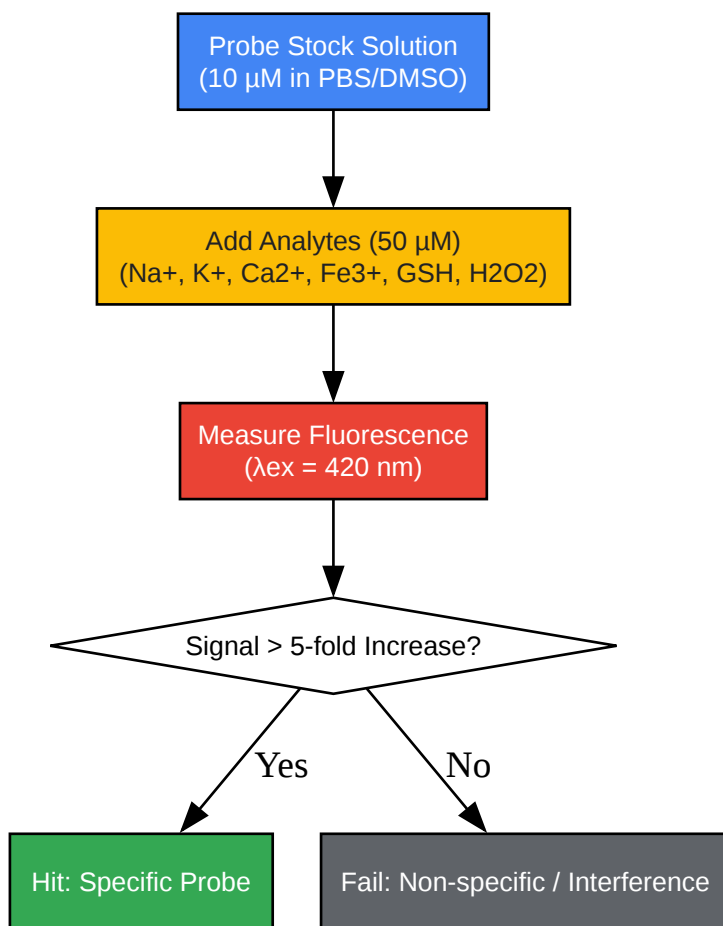 Probe Stock Solution
(10 µM in PBS/DMSO)
Add Analytes (50 µM)
(Na+, K+, Ca2+, Fe3+, GSH, H2O2)
Measure Fluorescence
(λex = 420 nm)
Signal > 5-fold Increase?
Yes
No
Hit: Specific Probe
Fail: Non-specific / Interference